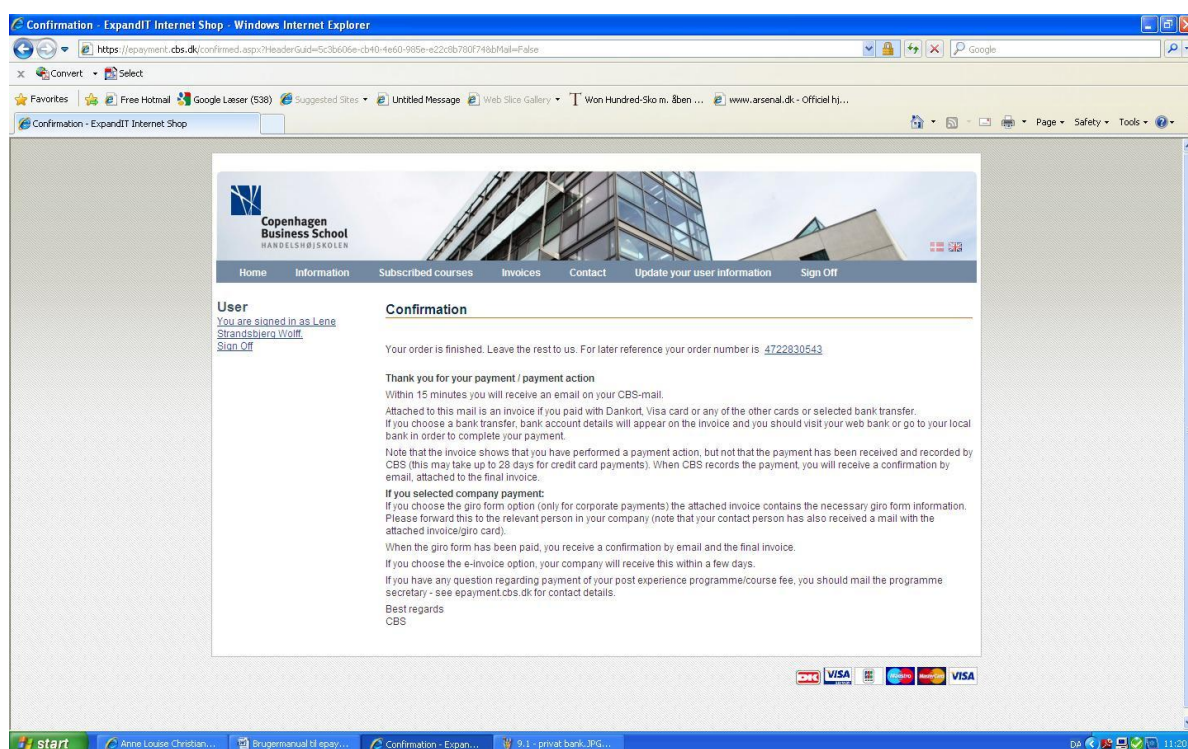 Confirmation - ExpandIT Internet Shop - Windows Internet Explorer
https://epayment.cbs.dk/confirmed.aspx?HeaderGuid=5c3b606e-cb40-4e60-985e-e22c8b780f74&bMail=False
Google
x Convert Select
Favorites Free Hotmail Google Læser (538) Suggested Sites Untitled Message Web Slice Gallery Won Hundred-Sko m. åben ... www.arsenal.dk - Officiel hj...
Confirmation - ExpandIT Internet Shop
Page Safety Tools
Copenhagen
Business School
HANDELSHØJSKOLEN
Home Information Subscribed courses Invoices Contact Update your user information Sign Off
User
You are signed in as Lene
Strandsbjerg Wolff.
Sign Off
Confirmation
Your order is finished. Leave the rest to us. For later reference your order number is 4722830543
Thank you for your payment / payment action
Within 15 minutes you will receive an email on your CBS-mail.
Attached to this mail is an invoice if you paid with Dankort, Visa card or any of the other cards or selected bank transfer.
If you choose a bank transfer, bank account details will appear on the invoice and you should visit your web bank or go to your local
bank in order to complete your payment.
Note that the invoice shows that you have performed a payment action, but not that the payment has been received and recorded by
CBS (this may take up to 28 days for credit card payments). When CBS records the payment, you will receive a confirmation by
email, attached to the final invoice.
If you selected company payment:
If you choose the giro form option (only for corporate payments) the attached invoice contains the necessary giro form information.
Please forward this to the relevant person in your company (note that your contact person has also received a mail with the
attached invoice/giro card).
When the giro form has been paid, you receive a confirmation by email and the final invoice.
If you choose the e-invoice option, your company will receive this within a few days.
If you have any question regarding payment of your post experience programme/course fee, you should mail the programme
secretary - see epayment.cbs.dk for contact details.
Best regards
CBS
VISA Maestro MasterCard VISA
start Anne Louise Christian... Brugermanual til epay... Confirmation - Expan... 9.1 - privat bank.JPG... DA 11:20